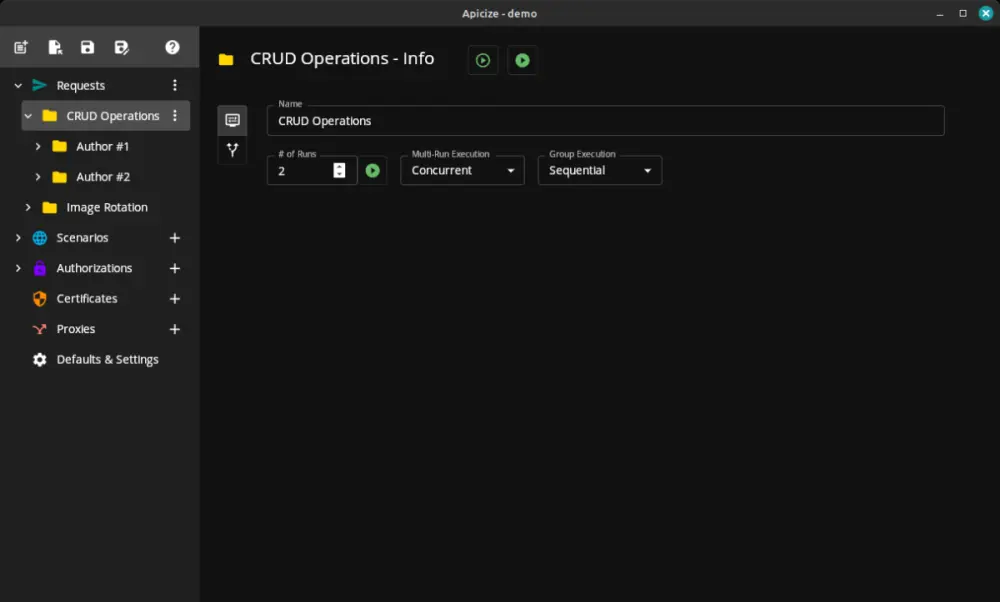 Apicize - demo
Requests
CRUD Operations
Author #1
Author #2
Image Rotation
Scenarios
Authorizations
Certificates
Proxies
Defaults & Settings
CRUD Operations - Info
Name
CRUD Operations
# of Runs
2
Multi-Run Execution
Concurrent
Group Execution
Sequential